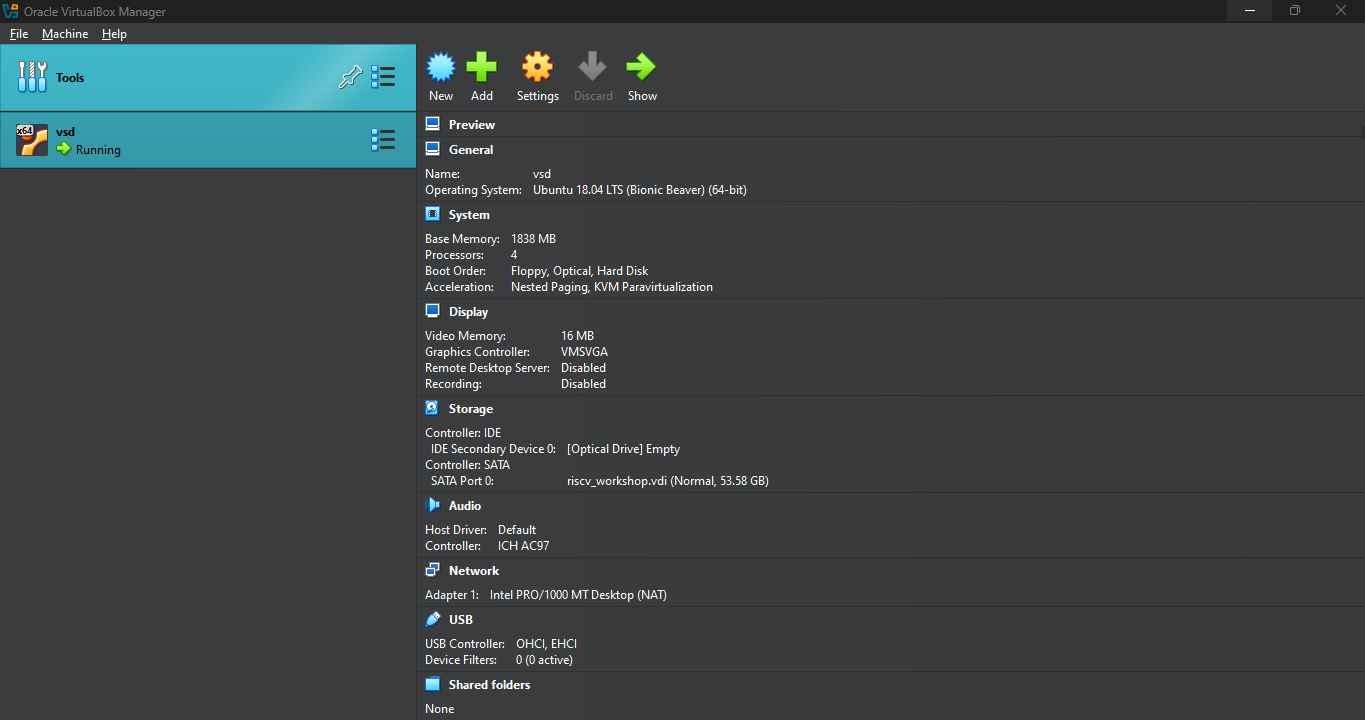 Oracle VirtualBox Manager
File Machine Help
Tools
x64
vsd
Running
New Add Settings Discard Show
Preview
General
Name: vsd
Operating System: Ubuntu 18.04 LTS (Bionic Beaver) (64-bit)
System
Base Memory: 1838 MB
Processors: 4
Boot Order: Floppy, Optical, Hard Disk
Acceleration: Nested Paging, KVM Paravirtualization
Display
Video Memory: 16 MB
Graphics Controller: VMSVGA
Remote Desktop Server: Disabled
Recording: Disabled
Storage
Controller: IDE
IDE Secondary Device 0: [Optical Drive] Empty
Controller: SATA
SATA Port 0: riscv_workshop.vdi (Normal, 53.58 GB)
Audio
Host Driver: Default
Controller: ICH AC97
Network
Adapter 1: Intel PRO/1000 MT Desktop (NAT)
USB
USB Controller: OHCI, EHCI
Device Filters: 0 (0 active)
Shared folders
None